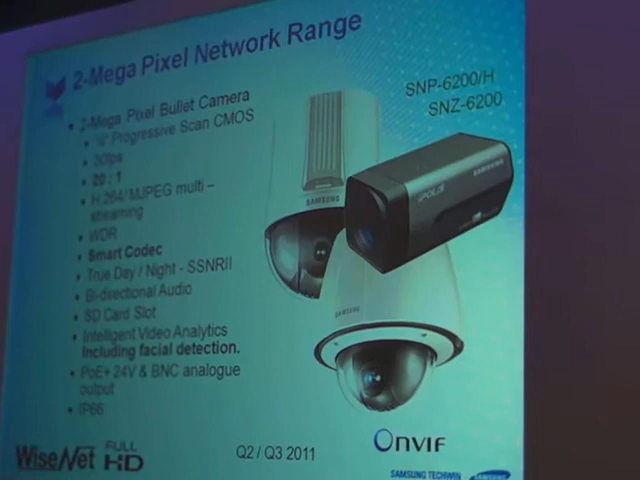 2-Mega Pixel Network Range
SNP-6200/H
SNZ-6200
2-Mega Pixel Bullet Camera
Progressive Scan CMOS
30fps
20 : 1
H.264/ MJPEG multi –
streaming
WDR
Smart Codec
True Day / Night - SSNRII
Bi-directional Audio
SD Card Slot
Intelligent Video Analytics
Including facial detection.
PoE+ 24V & BNC analogue
output
IP66
SAMSUNG
iPOLiS
SAMSUNG
SAMSUNG
WiseNet FULL HD
Q2 / Q3 2011
ONVIF
SAMSUNG TECHWIN
SAMSUNG